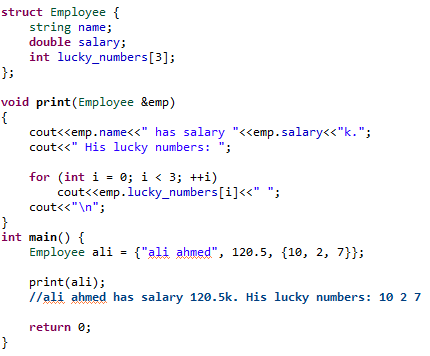 struct Employee {
    string name;
    double salary;
    int lucky_numbers[3];
};

void print(Employee &emp)
{
    cout<<emp.name<<" has salary "<<emp.salary<<"k.";
    cout<<" His lucky numbers: ";

    for (int i = 0; i < 3; ++i)
        cout<<emp.lucky_numbers[i]<<" ";
    cout<<"\n";
}
int main() {
    Employee ali = {"ali ahmed", 120.5, {10, 2, 7}};

    print(ali);
    //ali ahmed has salary 120.5k. His lucky numbers: 10 2 7

    return 0;
}